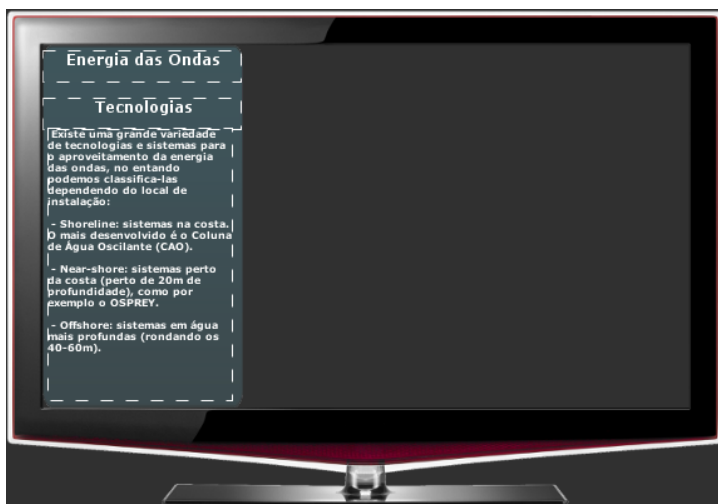 Energia das Ondas
Tecnologias
Existe uma grande variedade
de tecnologias e sistemas para
o aproveitamento da energia
das ondas, no entando
podemos classifica-las
dependendo do local de
instalação:
- Shoreline: sistemas na costa.
O mais desenvolvido é o Coluna
de Água Oscilante (CAO).
- Near-shore: sistemas perto
da costa (perto de 20m de
profundidade), como por
exemplo o OSPREY.
- Offshore: sistemas em água
mais profundas (rondando os
40-60m).